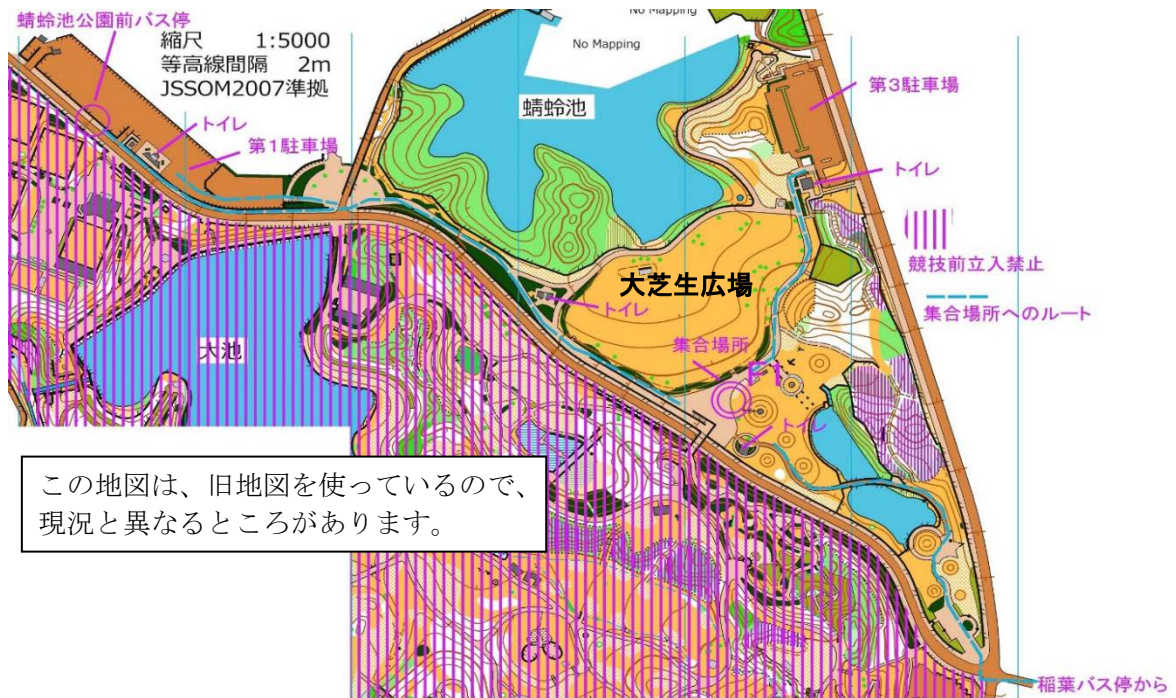 蜻蛉池公園前バス停
縮尺 1:5000
等高線間隔 2m
JSSOM2007準拠
トイレ
第1駐車場
No Mapping
No Mapping
蜻蛉池
第3駐車場
トイレ
競技前立入禁止
集合場所へのルート
大芝生広場
トイレ
集合場所
トイレ
大池
この地図は、旧地図を使っているので、
現況と異なるところがあります。
稲葉バス停から